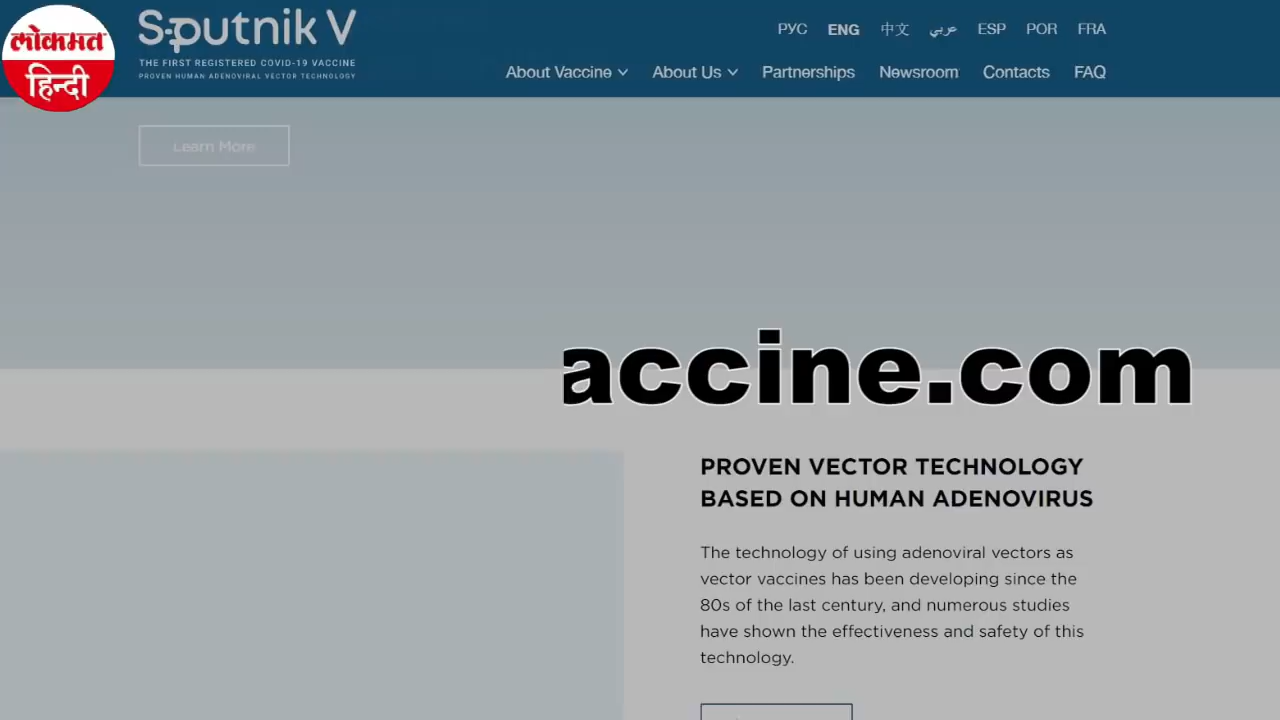 लोकमत
हिन्दी
Sputnik V
THE FIRST REGISTERED COVID-19 VACCINE
PROVEN HUMAN ADENOVIRAL VECTOR TECHNOLOGY
РУС ENG 中文 عربي ESP POR FRA
About Vaccine About Us Partnerships Newsroom Contacts FAQ
Learn More
accine.com
PROVEN VECTOR TECHNOLOGY
BASED ON HUMAN ADENOVIRUS
The technology of using adenoviral vectors as
vector vaccines has been developing since the
80s of the last century, and numerous studies
have shown the effectiveness and safety of this
technology.